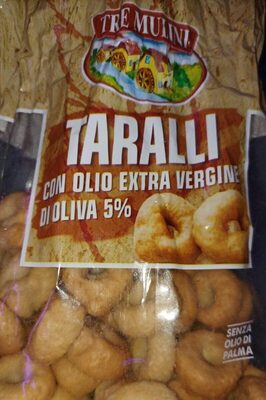 TRE MULINI
TARALLI
CON OLIO EXTRA VERGINE
DI OLIVA 5%
SENZA
OLIO DI
PALMA